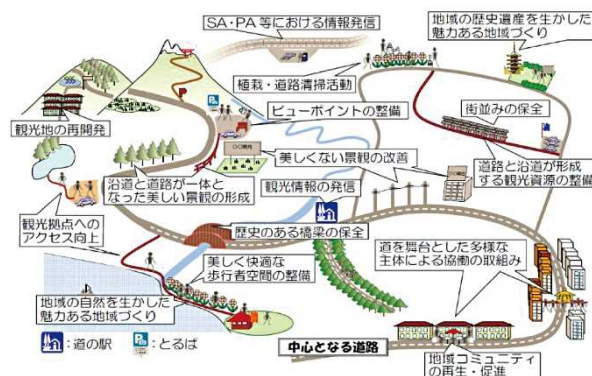 SA・PA等における情報発信
地域の歴史遺産を生かした
魅力ある地域づくり
植栽・道路清掃活動
ビューポイントの整備
街並みの保全
観光地の再開発
美しくない景観の改善
道路と沿道が形成
する観光資源の整備
沿道と道路が一体と
なった美しい景観の形成
観光情報の発信
観光拠点への
アクセス向上
歴史のある橋梁の保全
道を舞台とした多様な
主体による協働の取組み
美しく快適な
歩行者空間の整備
地域の自然を生かした
魅力ある地域づくり
：道の駅
：とるぱ
中心となる道路
地域コミュニティ
の再生・促進